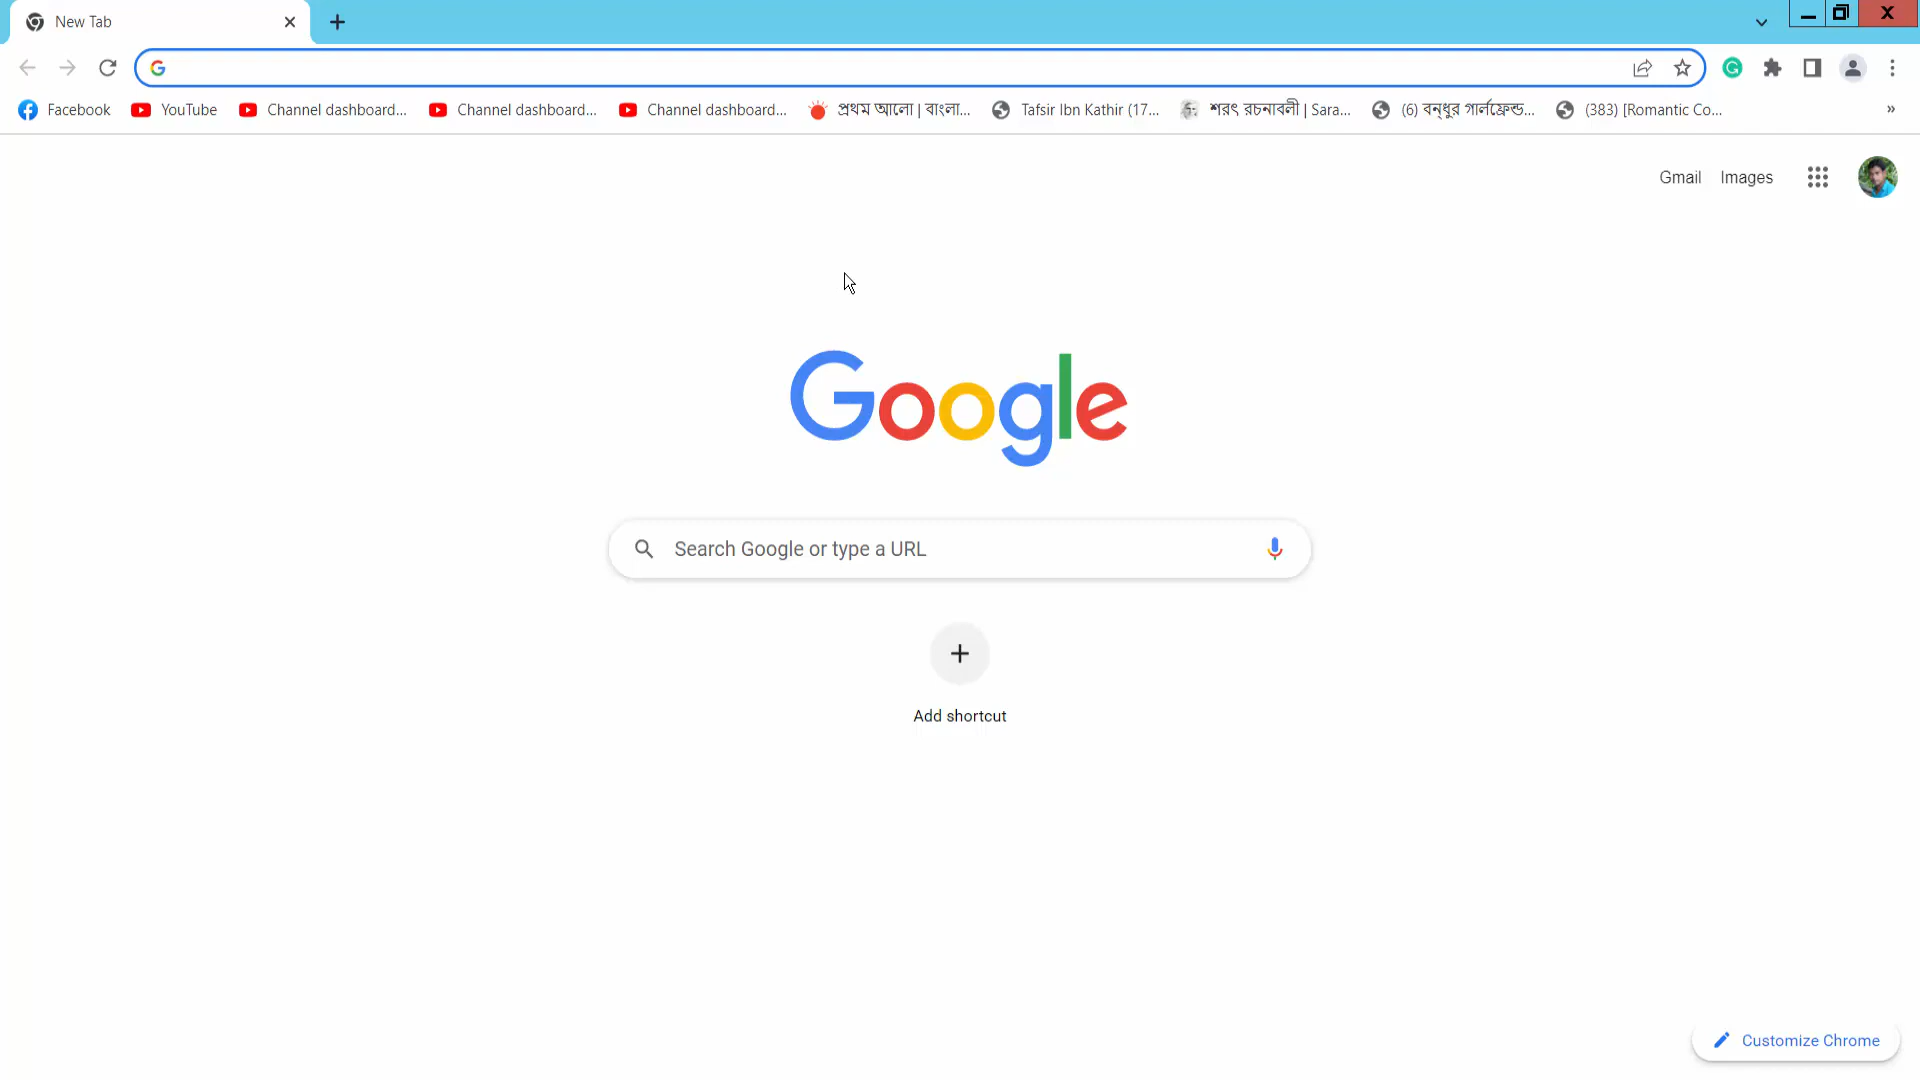 New Tab
Facebook YouTube Channel dashboard... Channel dashboard... Channel dashboard... প্রথম আলো | বাংলা... Tafsir Ibn Kathir (17... শরৎ রচনাবলী | Sara... (6) বন্ধুর গার্লফ্রেন্ড... (383) [Romantic Co... »
Gmail Images
Google
Search Google or type a URL
Add shortcut
Customize Chrome